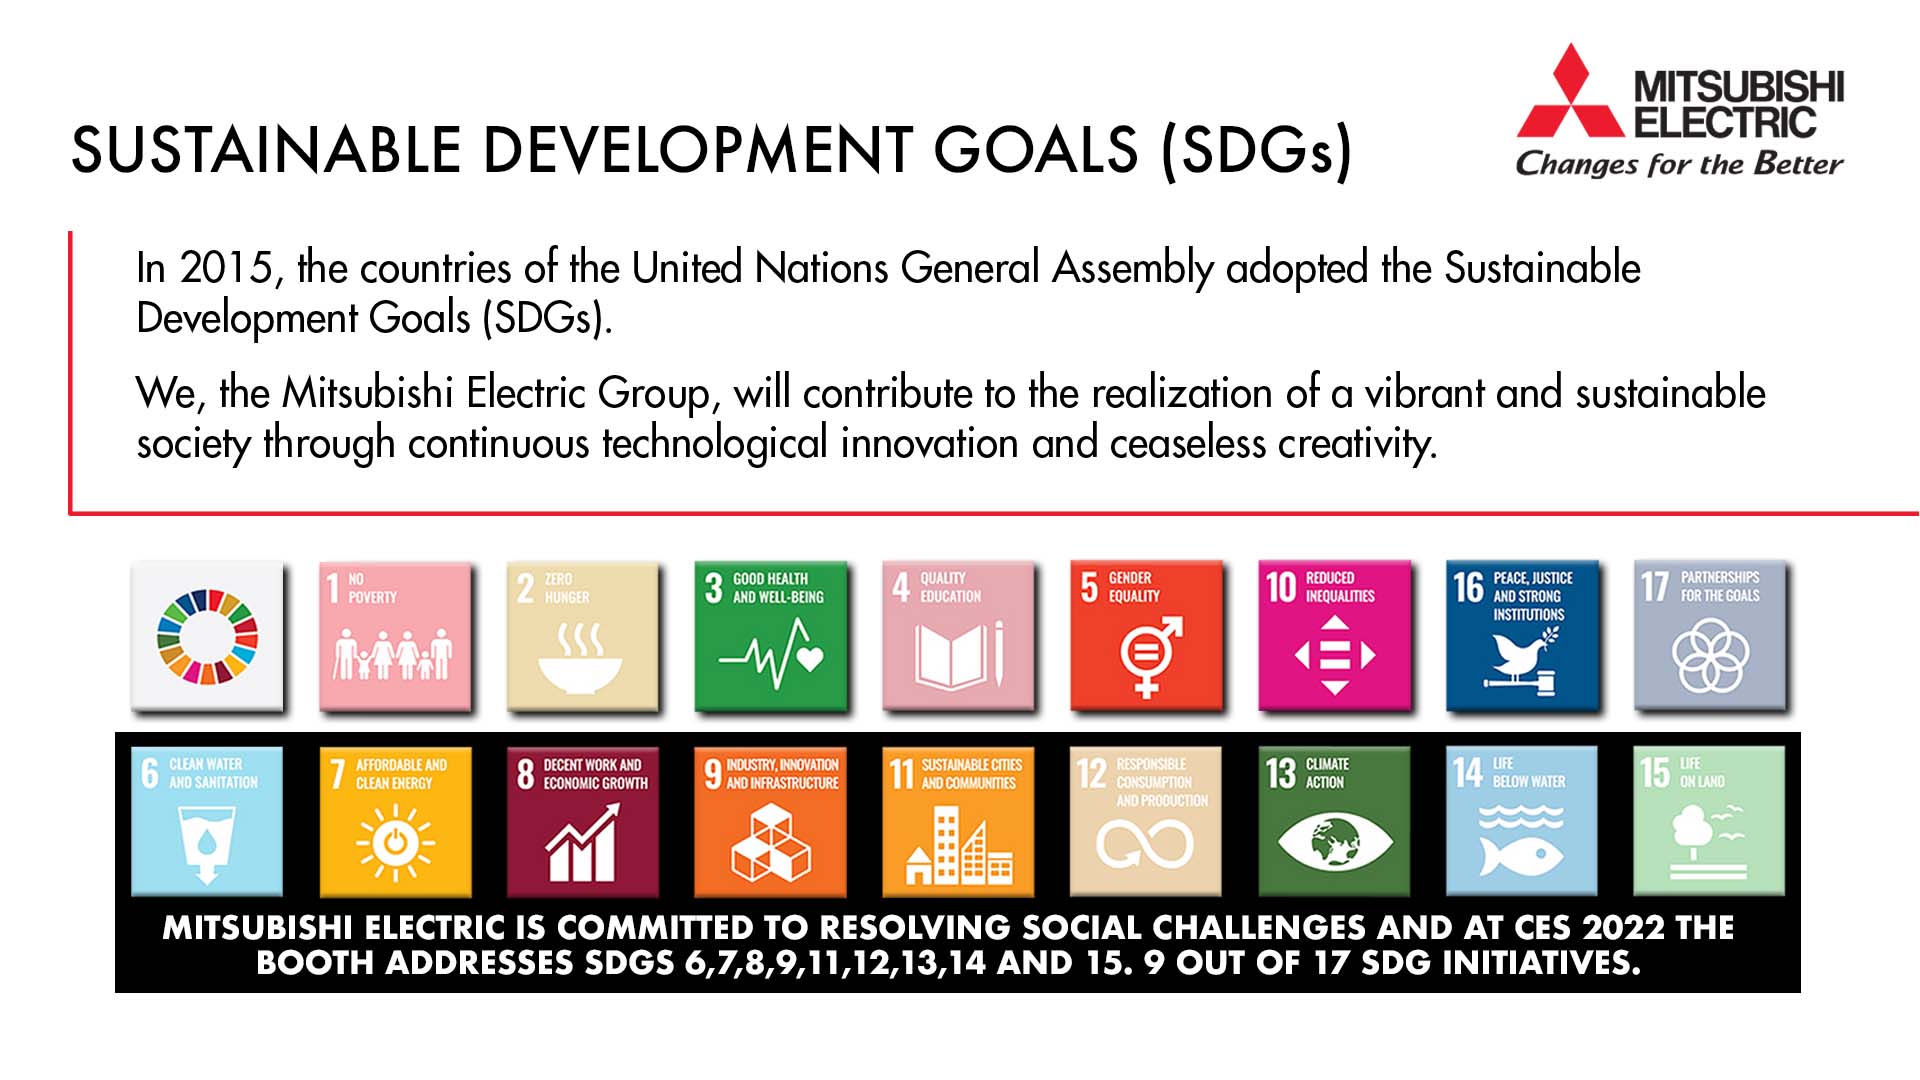 SUSTAINABLE DEVELOPMENT GOALS (SDGs)
MITSUBISHI
ELECTRIC
Changes for the Better
In 2015, the countries of the United Nations General Assembly adopted the Sustainable
Development Goals (SDGs).
We, the Mitsubishi Electric Group, will contribute to the realization of a vibrant and sustainable
society through continuous technological innovation and ceaseless creativity.
1 NO
POVERTY
2 ZERO
HUNGER
3 GOOD HEALTH
AND WELL-BEING
4 QUALITY
EDUCATION
5 GENDER
EQUALITY
10 REDUCED
INEQUALITIES
16 PEACE, JUSTICE
AND STRONG
INSTITUTIONS
17 PARTNERSHIPS
FOR THE GOALS
6 CLEAN WATER
AND SANITATION
7 AFFORDABLE AND
CLEAN ENERGY
8 DECENT WORK AND
ECONOMIC GROWTH
9 INDUSTRY, INNOVATION
AND INFRASTRUCTURE
11 SUSTAINABLE CITIES
AND COMMUNITIES
12 RESPONSIBLE
CONSUMPTION
AND PRODUCTION
13 CLIMATE
ACTION
14 LIFE
BELOW WATER
15 LIFE
ON LAND
MITSUBISHI ELECTRIC IS COMMITTED TO RESOLVING SOCIAL CHALLENGES AND AT CES 2022 THE
BOOTH ADDRESSES SDGS 6,7,8,9,11,12,13,14 AND 15. 9 OUT OF 17 SDG INITIATIVES.